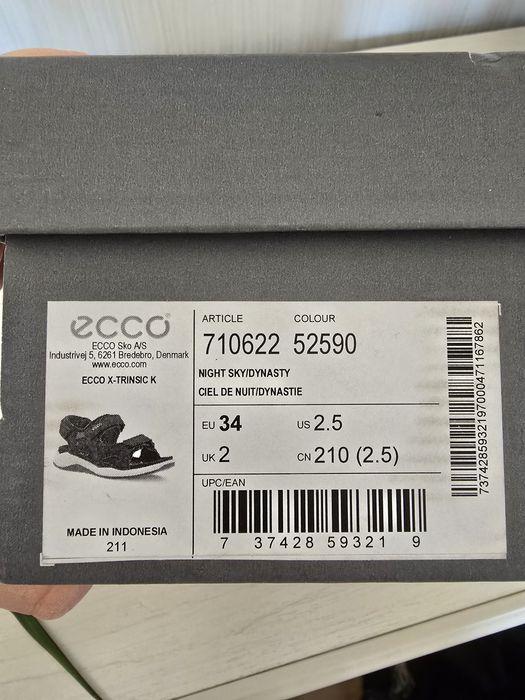 ecco
ECCO Sko A/S
Industrivej 5, 6261 Bredebro, Denmark
www.ecco.com
ECCO X-TRINSIC K
MADE IN INDONESIA
211
ARTICLE COLOUR
710622 52590
NIGHT SKY/DYNASTY
CIEL DE NUIT/DYNASTIE
EU 34 US 2.5
UK 2 CN 210 (2.5)
UPC/EAN
7 37428 59321 9
7374285932197000471167862